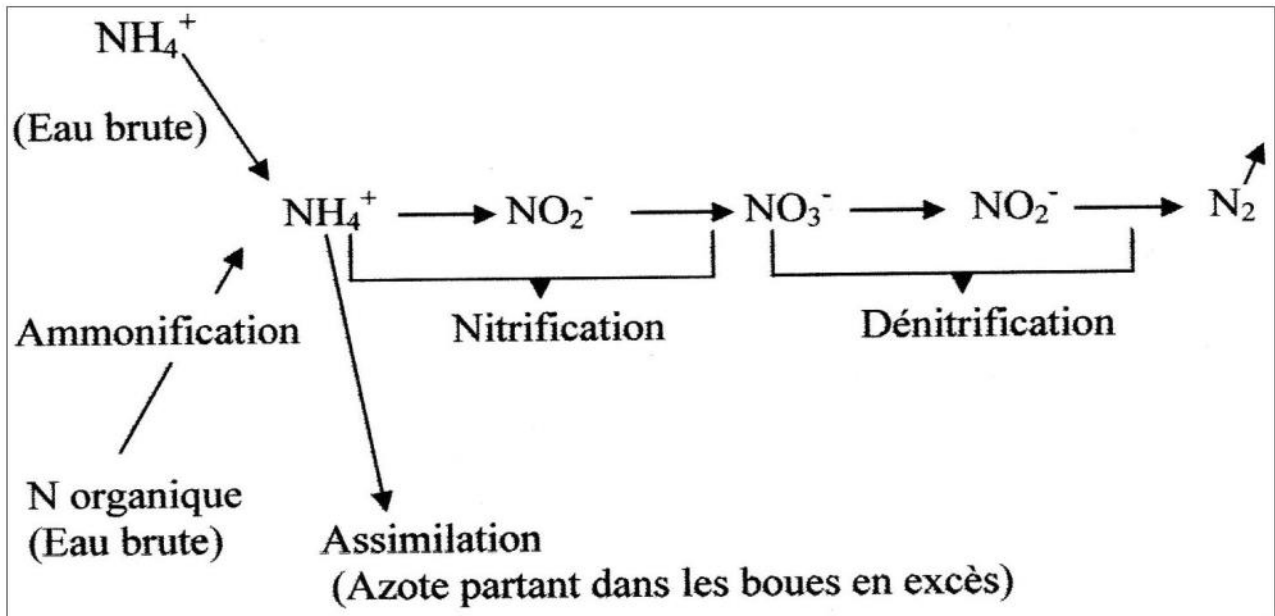 NH₄⁺
(Eau brute)
NH₄⁺ → NO₂⁻ → NO₃⁻ → NO₂⁻ → N₂
Ammonification
Nitrification
Dénitrification
N organique
(Eau brute)
Assimilation
(Azote partant dans les boues en excès)